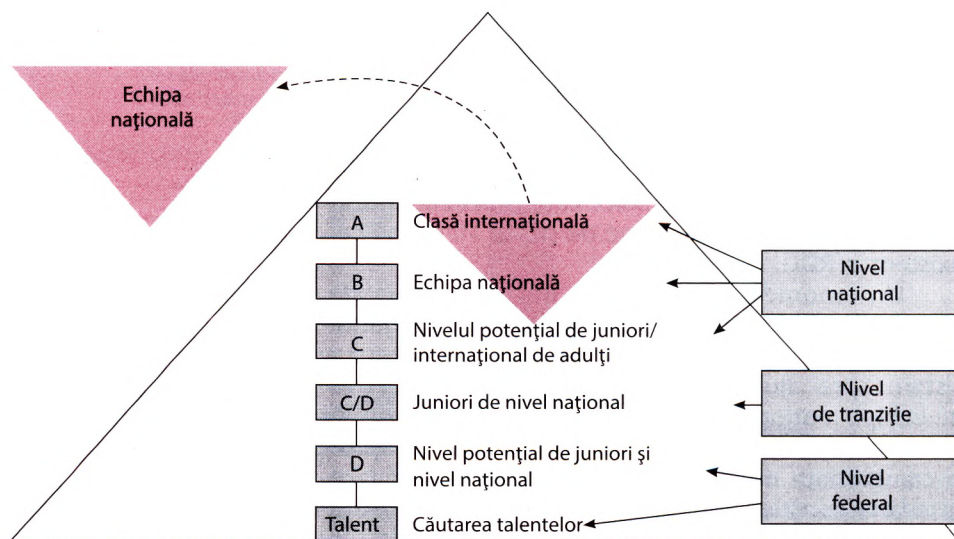 Echipa
naţională
A
Clasă internaţională
B
Echipa naţională
Nivel
naţional
C
Nivelul potenţial de juniori/
internaţional de adulţi
C/D
Juniori de nivel naţional
Nivel
de tranziţie
D
Nivel potenţial de juniori şi
nivel naţional
Nivel
federal
Talent
Căutarea talentelor